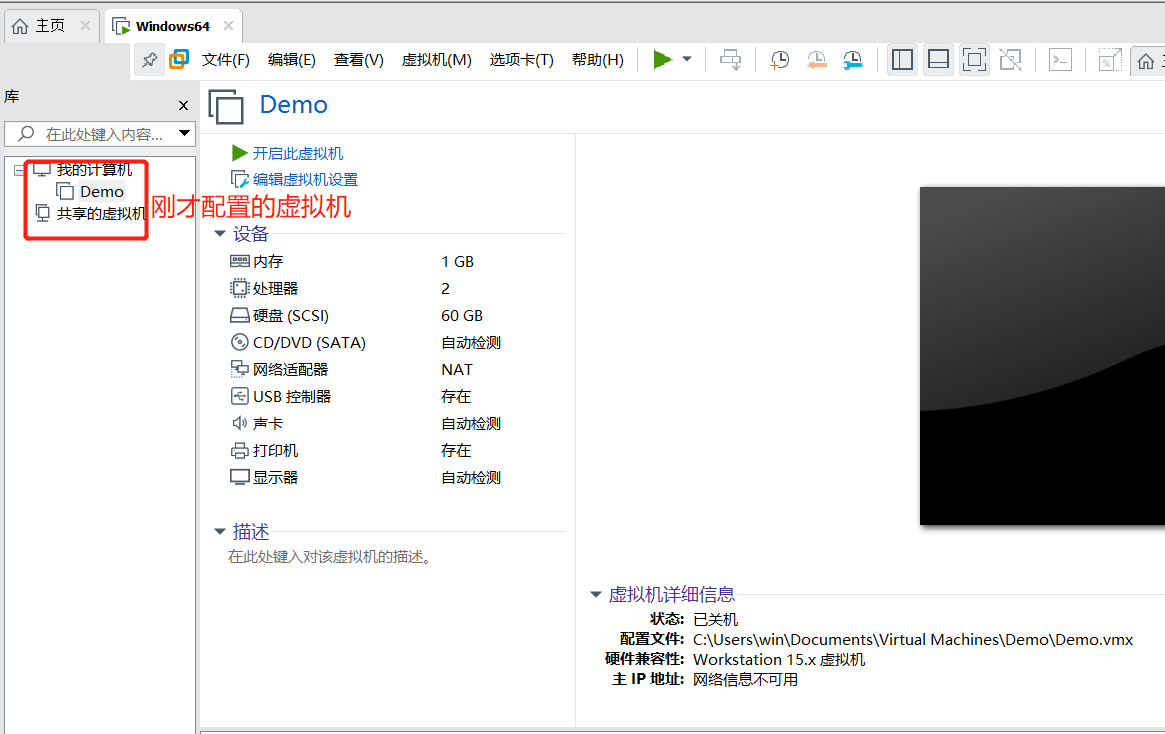 主页
Windows64
文件(F) 编辑(E) 查看(V) 虚拟机(M) 选项卡(T) 帮助(H)
库
在此处键入内容...
我的计算机
Demo
共享的虚拟机
刚才配置的虚拟机
Demo
开启此虚拟机
编辑虚拟机设置
设备
内存 1 GB
处理器 2
硬盘 (SCSI) 60 GB
CD/DVD (SATA) 自动检测
网络适配器 NAT
USB 控制器 存在
声卡 自动检测
打印机 存在
显示器 自动检测
描述
在此处键入对该虚拟机的描述。
虚拟机详细信息
状态: 已关机
配置文件: C:\Users\win\Documents\Virtual Machines\Demo\Demo.vmx
硬件兼容性: Workstation 15.x 虚拟机
主 IP 地址: 网络信息不可用